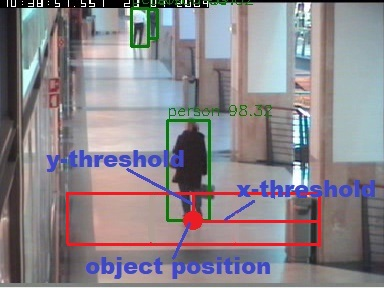 person 98.32
y-threshold
x-threshold
object position